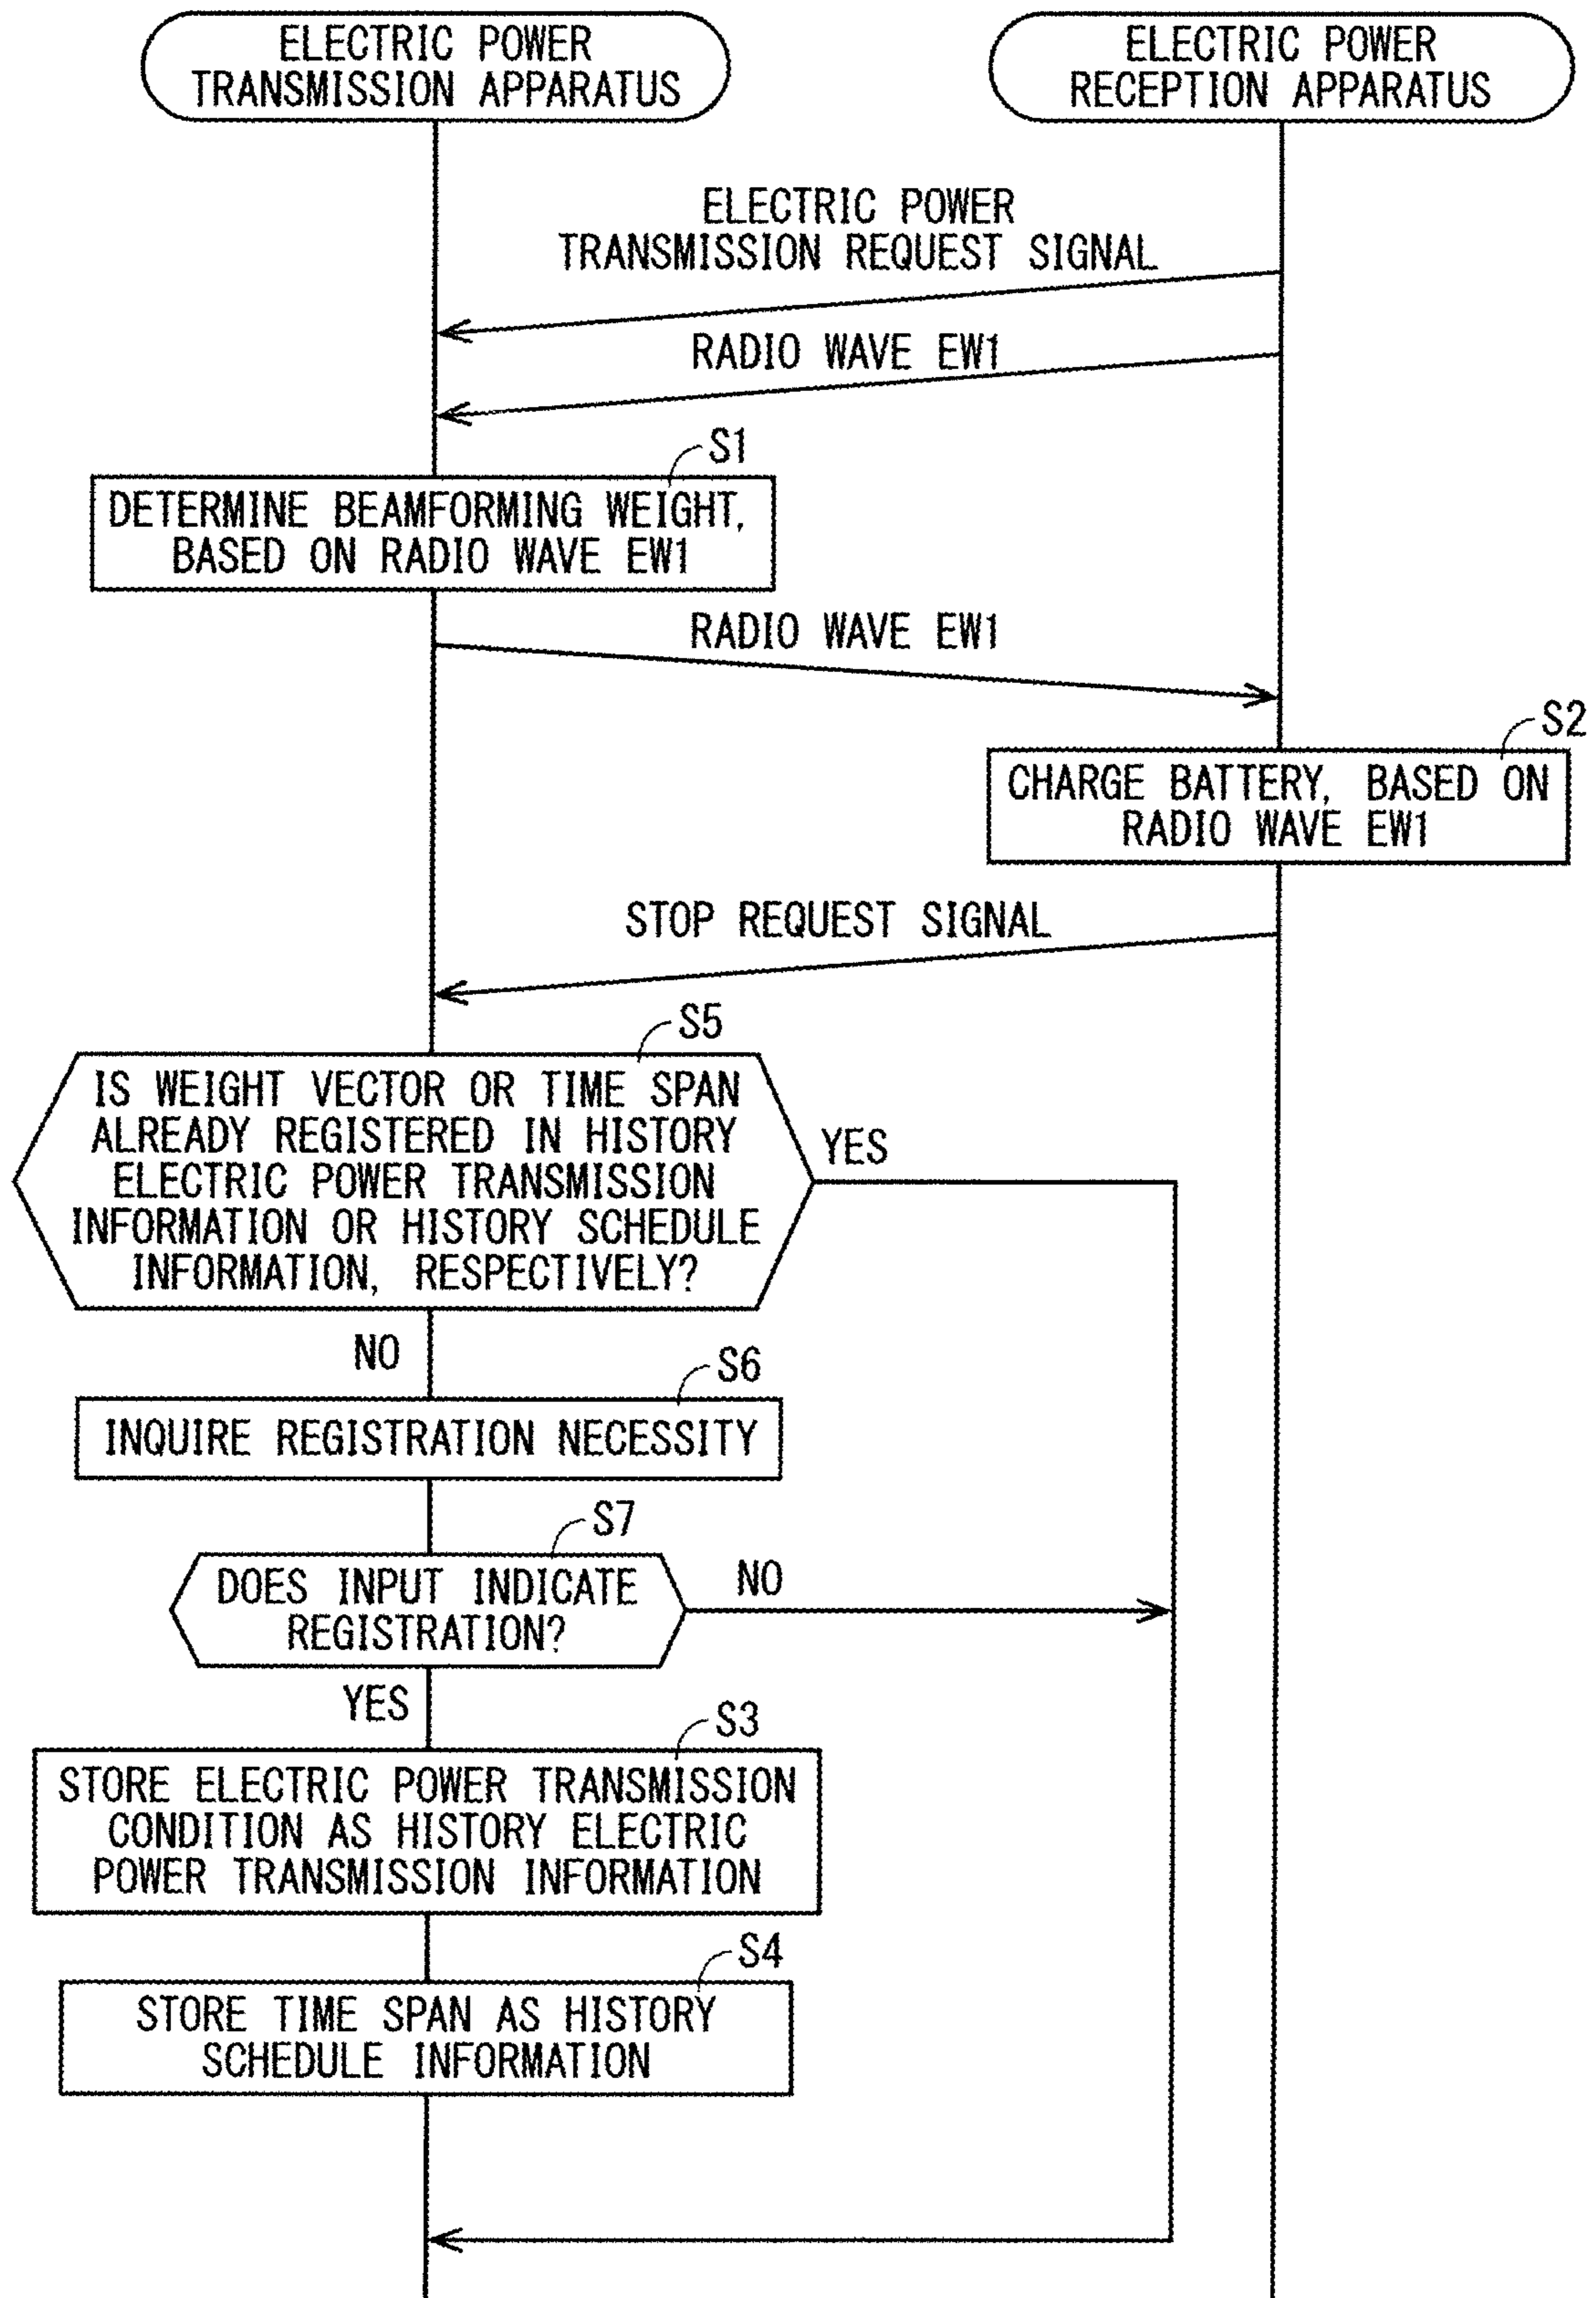 ELECTRIC POWER
TRANSMISSION APPARATUS
ELECTRIC POWER
RECEPTION APPARATUS
ELECTRIC POWER
TRANSMISSION REQUEST SIGNAL
RADIO WAVE EW1
S1
DETERMINE BEAMFORMING WEIGHT,
BASED ON RADIO WAVE EW1
RADIO WAVE EW1
S2
CHARGE BATTERY, BASED ON
RADIO WAVE EW1
STOP REQUEST SIGNAL
S5
IS WEIGHT VECTOR OR TIME SPAN
ALREADY REGISTERED IN HISTORY
ELECTRIC POWER TRANSMISSION
INFORMATION OR HISTORY SCHEDULE
INFORMATION, RESPECTIVELY?
YES
NO
S6
INQUIRE REGISTRATION NECESSITY
S7
DOES INPUT INDICATE
REGISTRATION?
NO
YES
S3
STORE ELECTRIC POWER TRANSMISSION
CONDITION AS HISTORY ELECTRIC
POWER TRANSMISSION INFORMATION
S4
STORE TIME SPAN AS HISTORY
SCHEDULE INFORMATION